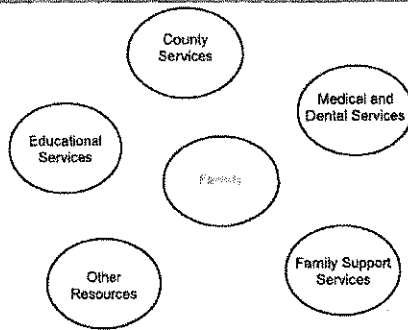 County
Services
Medical and
Dental Services
Educational
Services
Family Support
Services
Other
Resources